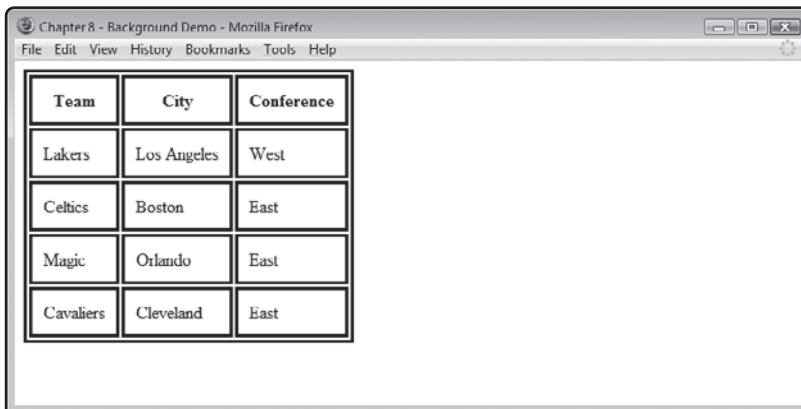 Chapter 8 - Background Demo - Mozilla Firefox
File Edit View History Bookmarks Tools Help
Team City Conference
Lakers Los Angeles West
Celtics Boston East
Magic Orlando East
Cavaliers Cleveland East